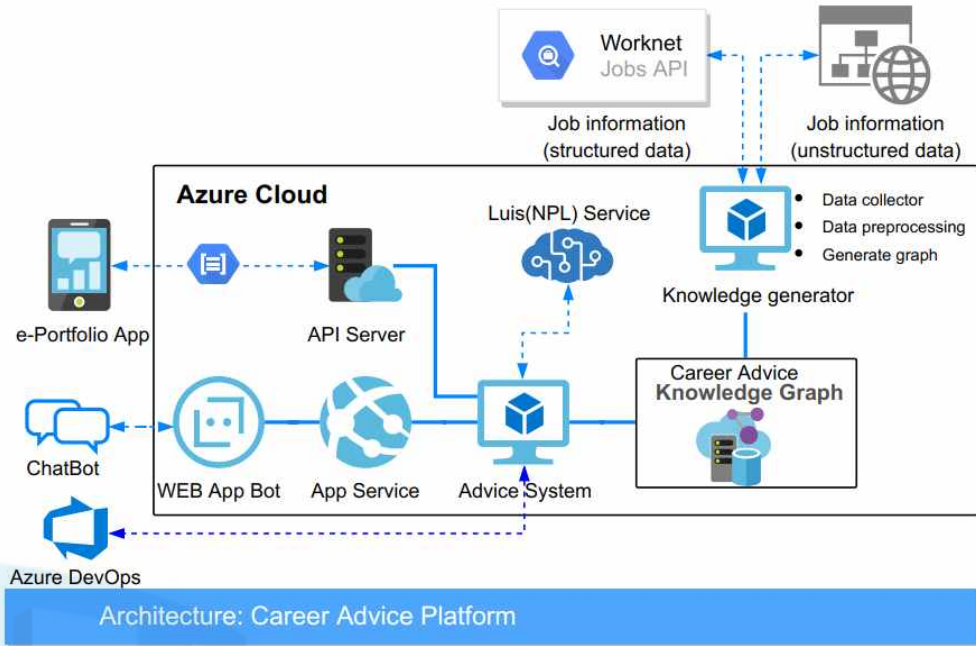 Worknet
Jobs API
Job information
(structured data)
Job information
(unstructured data)
Azure Cloud
Luis(NPL) Service
• Data collector
• Data preprocessing
• Generate graph
Knowledge generator
e-Portfolio App
API Server
Career Advice
Knowledge Graph
ChatBot
WEB App Bot
App Service
Advice System
Azure DevOps
Architecture: Career Advice Platform